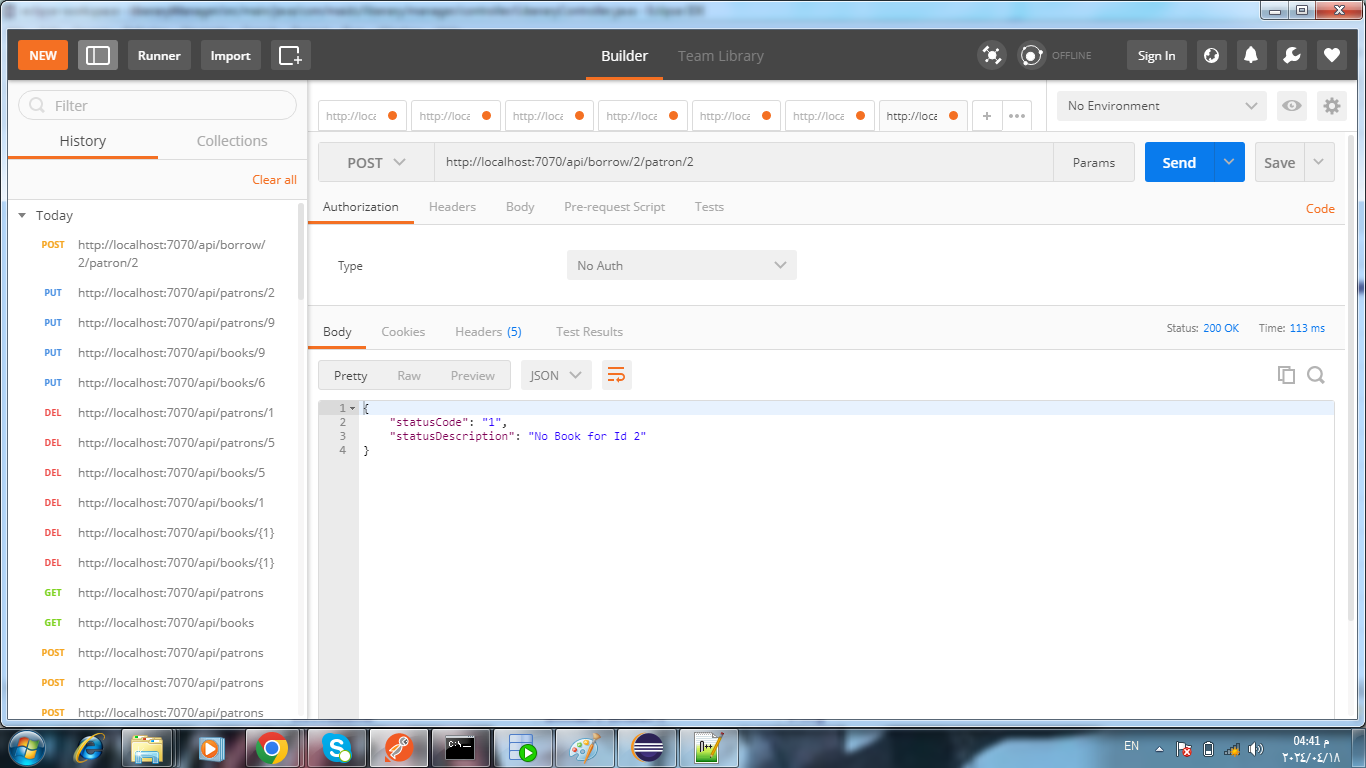 NEW
Runner
Import
Builder
Team Library
OFFLINE
Sign In
Filter
History
Collections
Clear all
Today
POST http://localhost:7070/api/borrow/
2/patron/2
PUT http://localhost:7070/api/patrons/2
PUT http://localhost:7070/api/patrons/9
PUT http://localhost:7070/api/books/9
PUT http://localhost:7070/api/books/6
DEL http://localhost:7070/api/patrons/1
DEL http://localhost:7070/api/patrons/5
DEL http://localhost:7070/api/books/5
DEL http://localhost:7070/api/books/1
DEL http://localhost:7070/api/books/{1}
DEL http://localhost:7070/api/books/{1}
GET http://localhost:7070/api/patrons
GET http://localhost:7070/api/books
POST http://localhost:7070/api/patrons
POST http://localhost:7070/api/patrons
POST http://localhost:7070/api/patrons
http://loca http://loca http://loca http://loca http://loca http://loca http://loca
No Environment
POST http://localhost:7070/api/borrow/2/patron/2 Params Send Save
Authorization Headers Body Pre-request Script Tests Code
Type No Auth
Body Cookies Headers (5) Test Results Status: 200 OK Time: 113 ms
Pretty Raw Preview JSON
1 {
2 "statusCode": "1",
3 "statusDescription": "No Book for Id 2"
4 }
C:\
EN
04:41 م
٢٠٢٤/٠٤/١٨